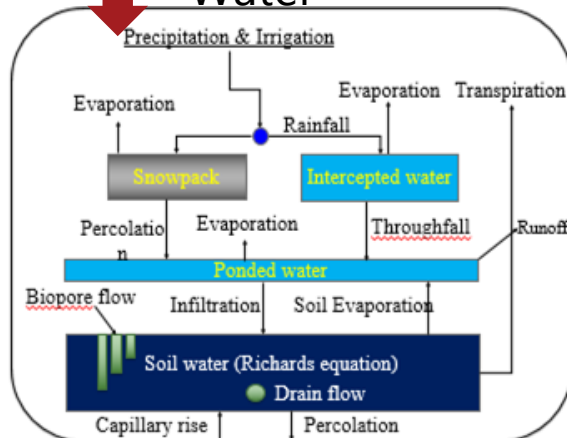 Water
Precipitation & Irrigation
Evaporation
Evaporation
Transpiration
Rainfall
Snowpack
Intercepted water
Percolatio
n
Evaporation
Throughfall
Runoff
Ponded water
Biopore flow
Infiltration
Soil Evaporation
Soil water (Richards equation)
Drain flow
Capillary rise
Percolation